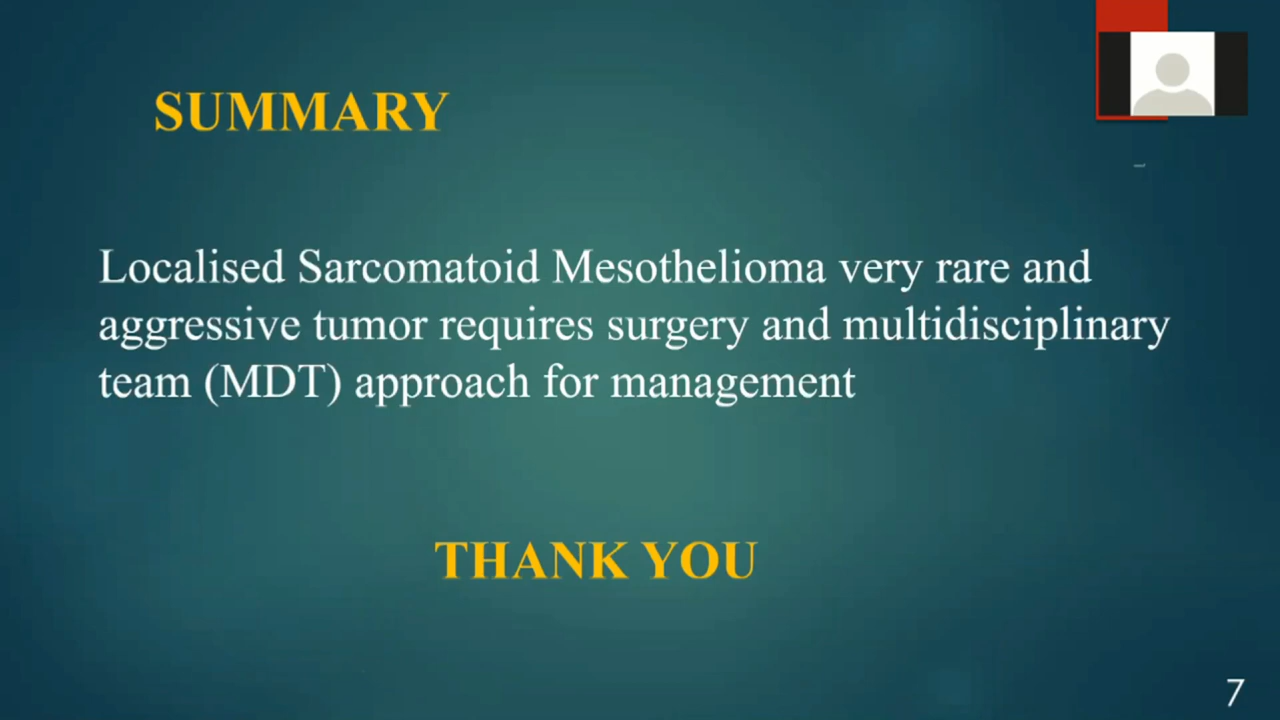 SUMMARY
Localised Sarcomatoid Mesothelioma very rare and
aggressive tumor requires surgery and multidisciplinary
team (MDT) approach for management
THANK YOU
7